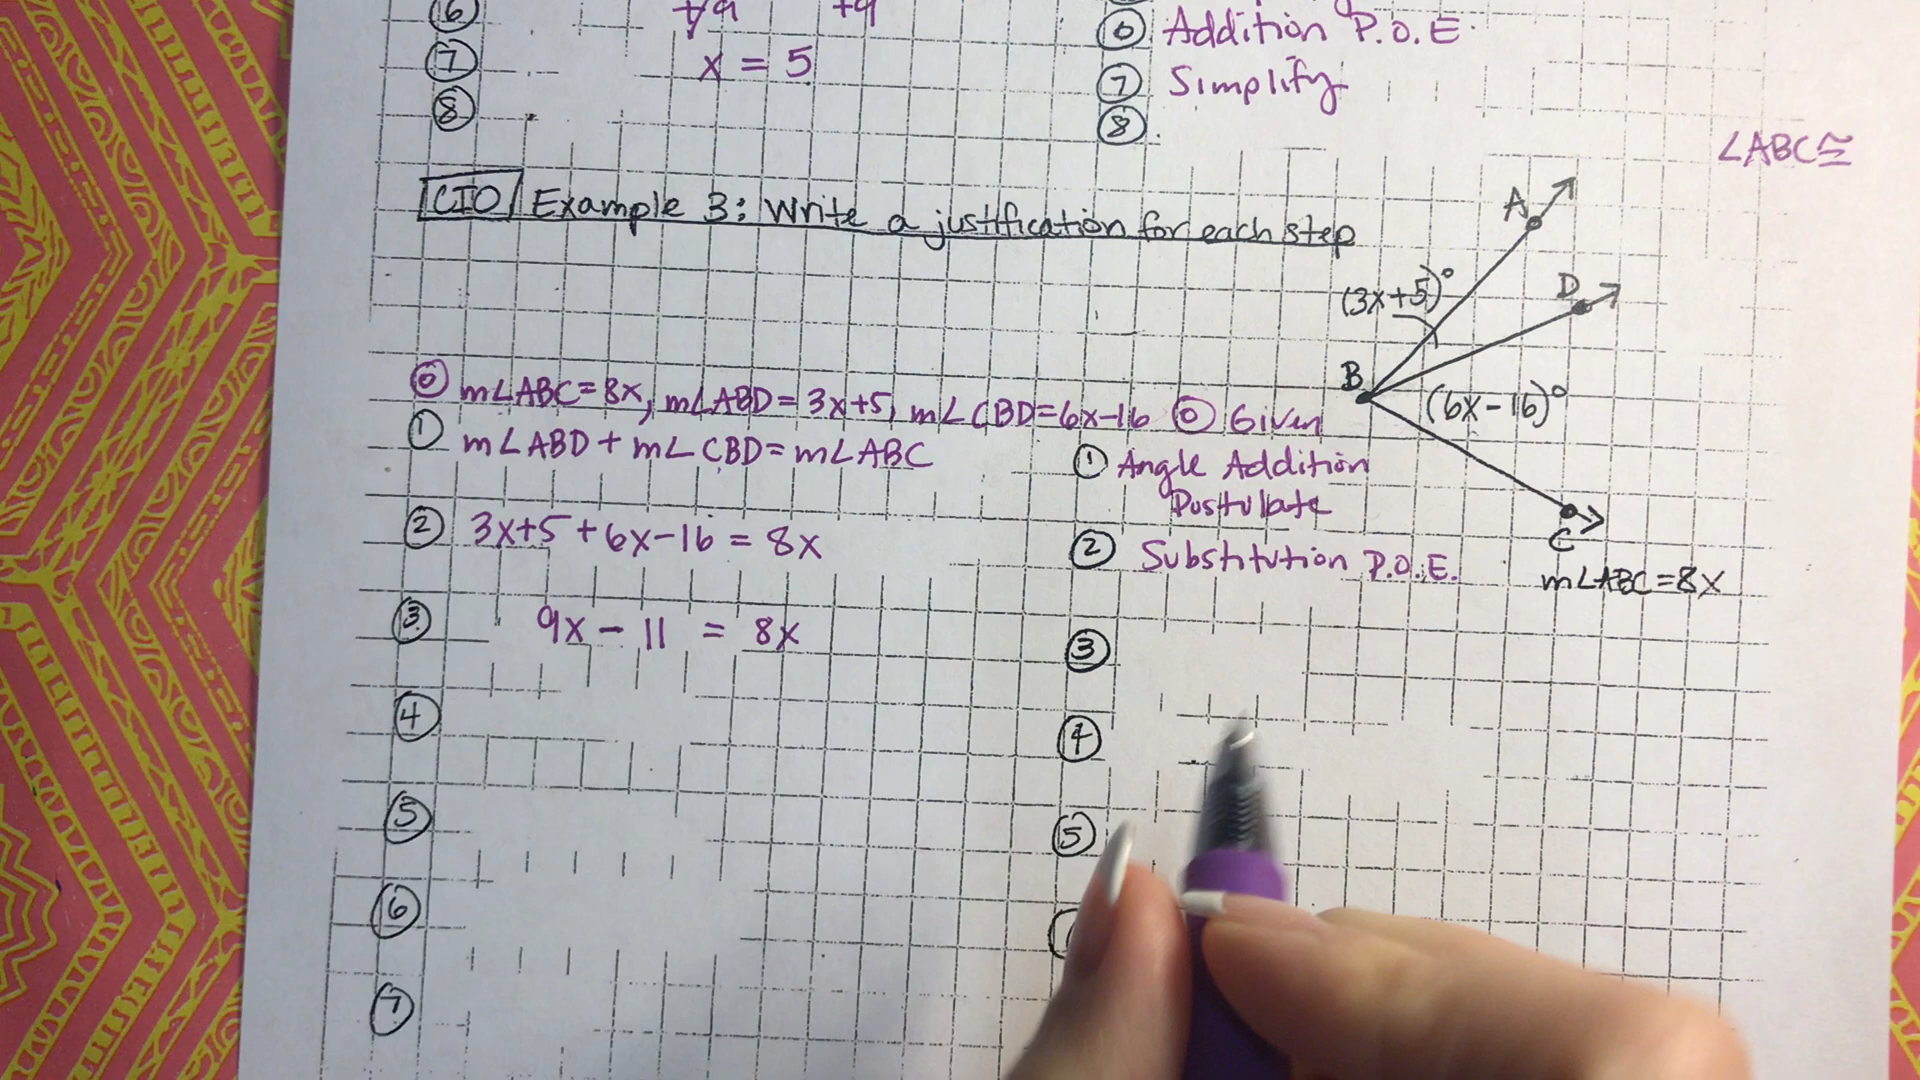 6 +9 +9 6 Addition P.O.E.
7 x = 5 7 Simplify
8 8
∠ABC≅
CIO Example 3: Write a justification for each step
A
D
(3x+5)°
B
(6x-16)°
C
m∠ABC=8x
0 m∠ABC=8x, m∠ABD=3x+5, m∠CBD=6x-16 0 Given
1 m∠ABD + m∠CBD = m∠ABC 1 Angle Addition
Postulate
2 3x+5 + 6x-16 = 8x 2 Substitution P.O.E.
3 9x - 11 = 8x 3
4 4
5 5
6
7